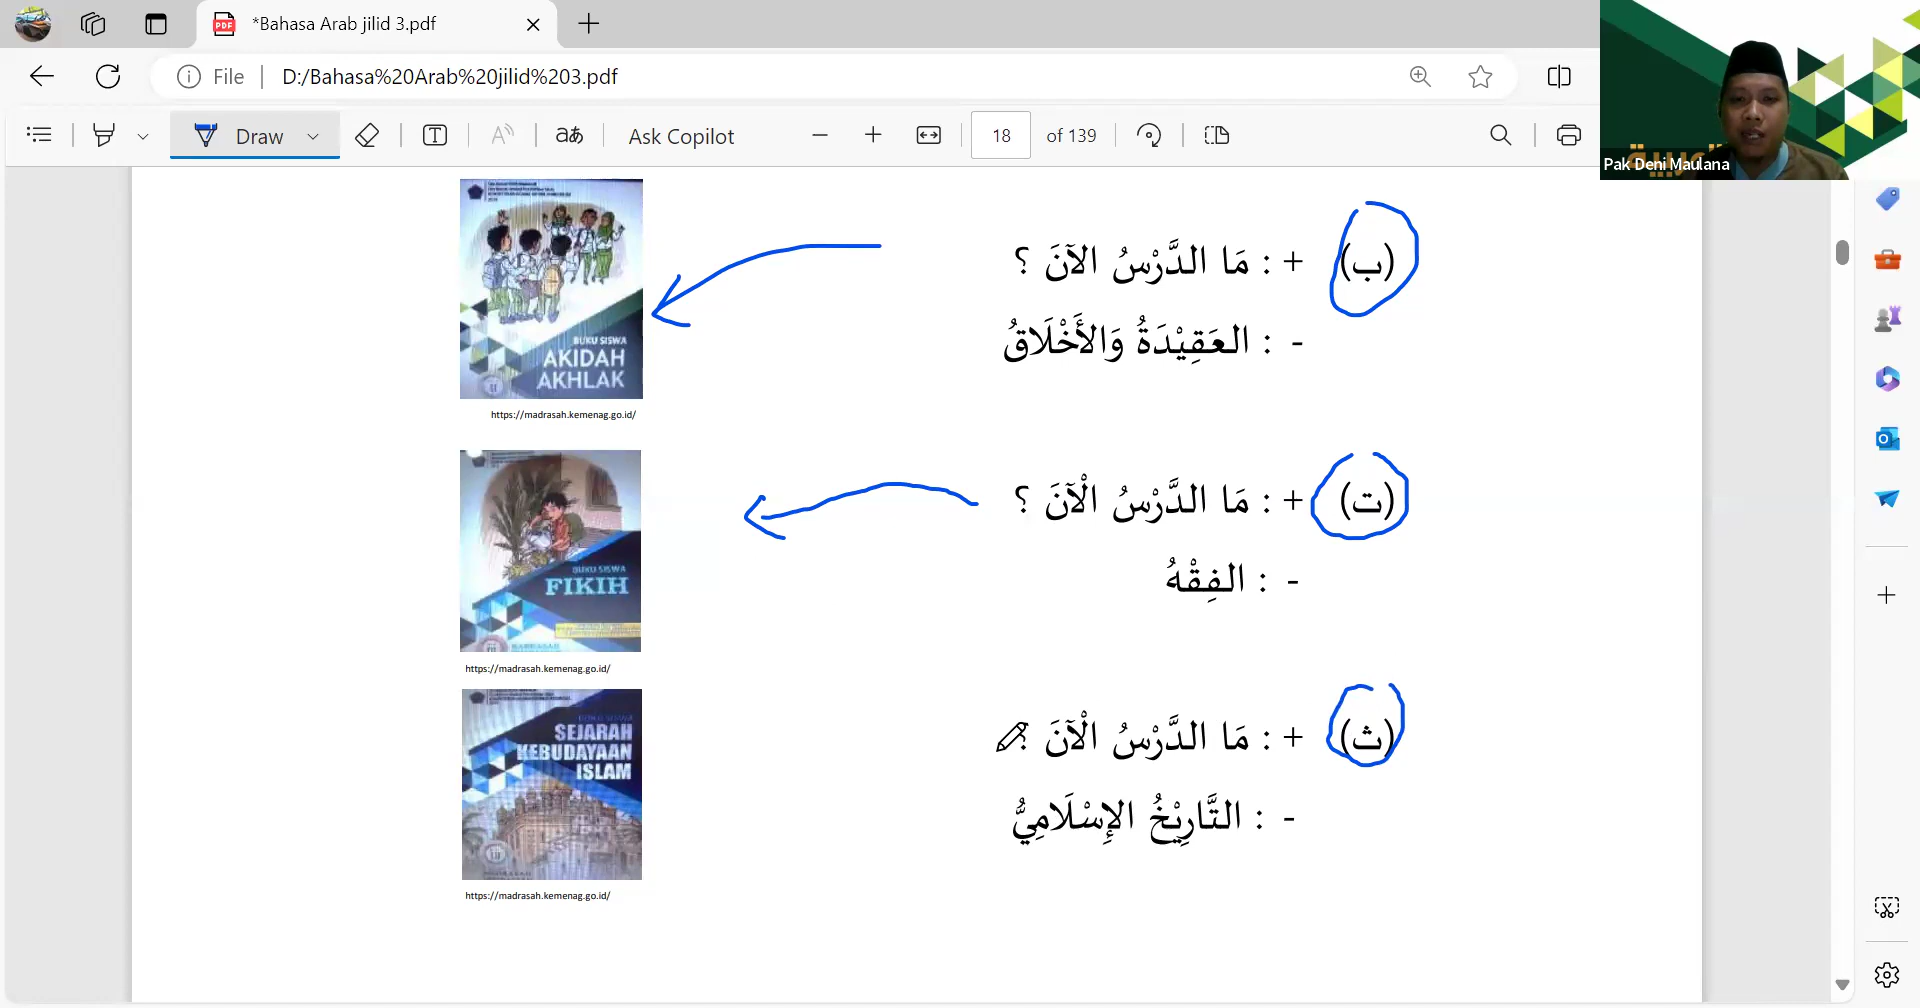 *Bahasa Arab jilid 3.pdf
File
D:/Bahasa%20Arab%20jilid%203.pdf
Draw
Ask Copilot
18
of 139
Pak Deni Maulana
(ب) + : مَا الدَّرْسُ الآنَ ؟
- : العَقِيْدَةُ وَالأَخْلَاقُ
BUKU SISWA
AKIDAH
AKHLAK
https://madrasah.kemenag.go.id/
(ت) + : مَا الدَّرْسُ الْآنَ ؟
- : الفِقْهُ
BUKU SISWA
FIKIH
https://madrasah.kemenag.go.id/
(ث) + : مَا الدَّرْسُ الْآنَ ؟
- : التَّارِيْخُ الإِسْلَامِيُّ
BUKU SISWA
SEJARAH
KEBUDAYAAN
ISLAM
https://madrasah.kemenag.go.id/